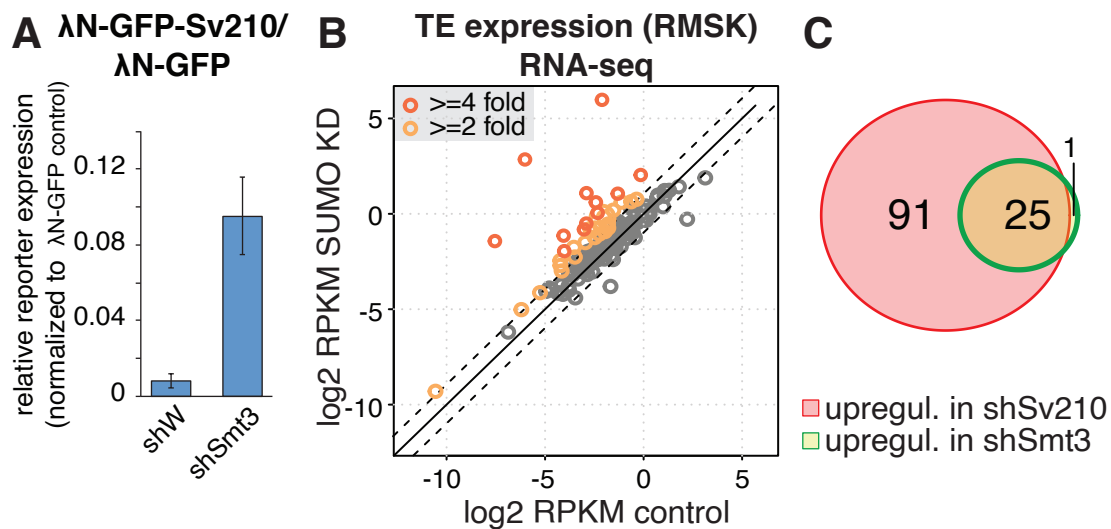 A
λN-GFP-Sv210/
λN-GFP
relative reporter expression
(normalized to λN-GFP control)
0.12
0.08
0.04
0
shW
shSmt3
B
TE expression (RMSK)
RNA-seq
>=4 fold
>=2 fold
log2 RPKM SUMO KD
5
0
-5
-10
-10
-5
0
5
log2 RPKM control
C
1
91
25
upregul. in shSv210
upregul. in shSmt3